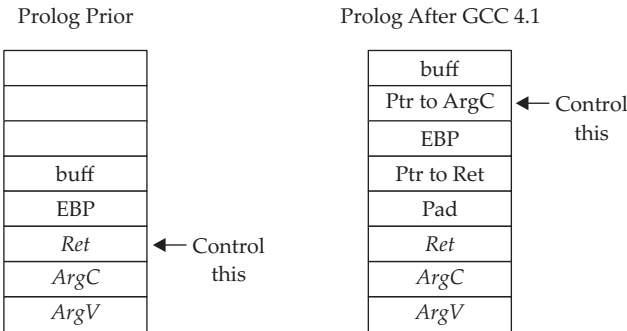 Prolog Prior
buff
EBP
Ret
ArgC
ArgV
Control
this
Prolog After GCC 4.1
buff
Ptr to ArgC
EBP
Ptr to Ret
Pad
Ret
ArgC
ArgV
Control
this